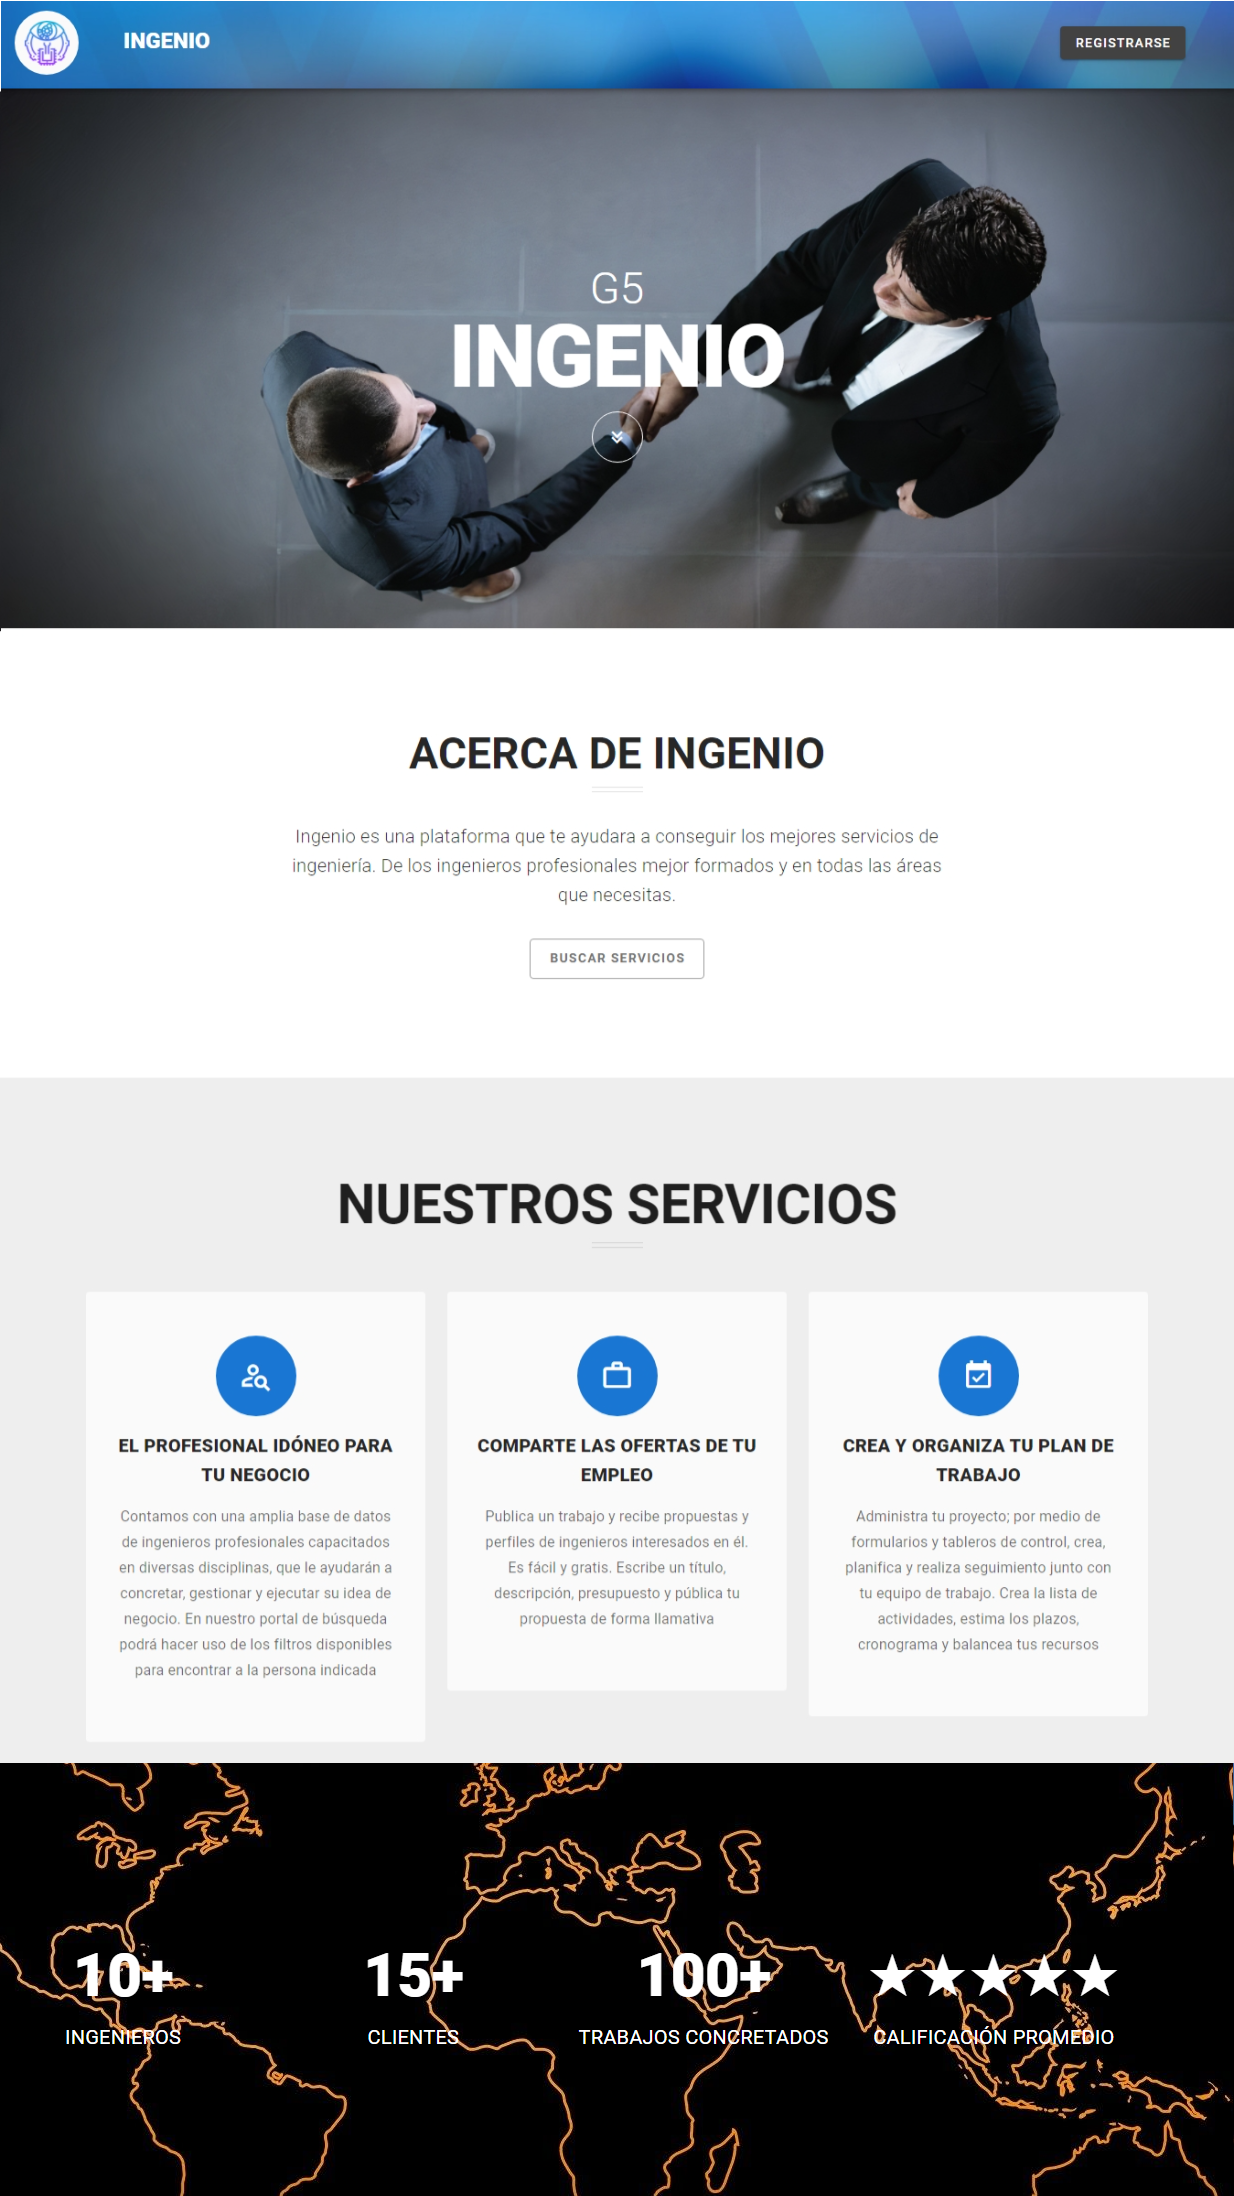 INGENIO
REGISTRARSE
G5
INGENIO
ACERCA DE INGENIO
Ingenio es una plataforma que te ayudara a conseguir los mejores servicios de
ingeniería. De los ingenieros profesionales mejor formados y en todas las áreas
que necesitas.
BUSCAR SERVICIOS
NUESTROS SERVICIOS
EL PROFESIONAL IDÓNEO PARA
TU NEGOCIO
Contamos con una amplia base de datos
de ingenieros profesionales capacitados
en diversas disciplinas, que le ayudarán a
concretar, gestionar y ejecutar su idea de
negocio. En nuestro portal de búsqueda
podrá hacer uso de los filtros disponibles
para encontrar a la persona indicada
COMPARTE LAS OFERTAS DE TU
EMPLEO
Publica un trabajo y recibe propuestas y
perfiles de ingenieros interesados en él.
Es fácil y gratis. Escribe un título,
descripción, presupuesto y pública tu
propuesta de forma llamativa
CREA Y ORGANIZA TU PLAN DE
TRABAJO
Administra tu proyecto; por medio de
formularios y tableros de control, crea,
planifica y realiza seguimiento junto con
tu equipo de trabajo. Crea la lista de
actividades, estima los plazos,
cronograma y balancea tus recursos
10+
INGENIEROS
15+
CLIENTES
100+
TRABAJOS CONCRETADOS
★★★★★
CALIFICACIÓN PROMEDIO